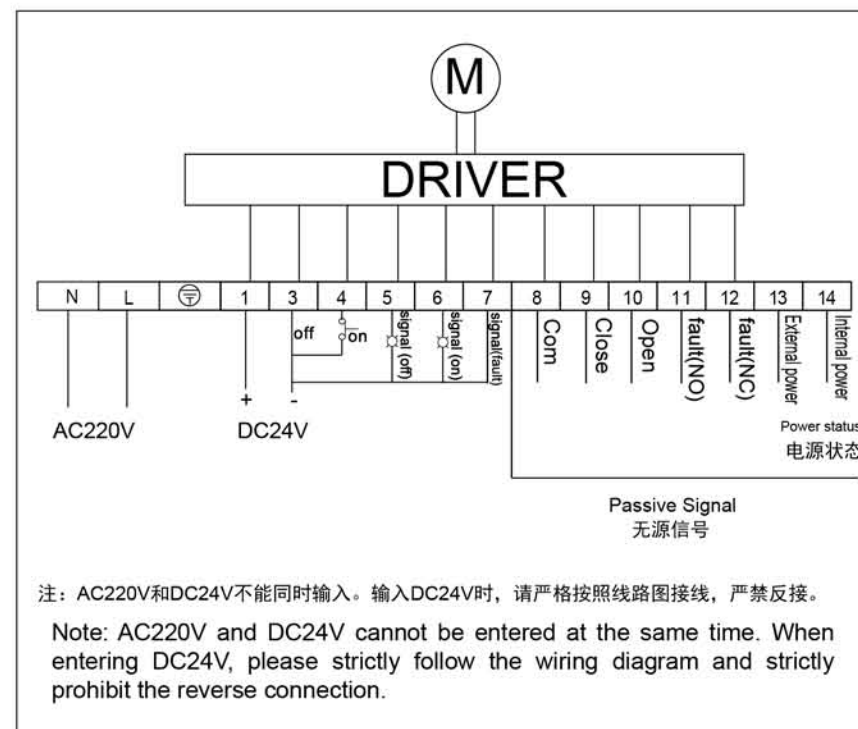 M
DRIVER
N L 1 3 4 5 6 7 8 9 10 11 12 13 14
off
on
signal (off)
signal (on)
signal(fault)
Com
Close
Open
fault(NO)
fault(NC)
External power
Internal power
+ -
AC220V DC24V
Power status
电源状态
Passive Signal
无源信号
注：AC220V和DC24V不能同时输入。输入DC24V时，请严格按照线路图接线，严禁反接。
Note: AC220V and DC24V cannot be entered at the same time. When
entering DC24V, please strictly follow the wiring diagram and strictly
prohibit the reverse connection.